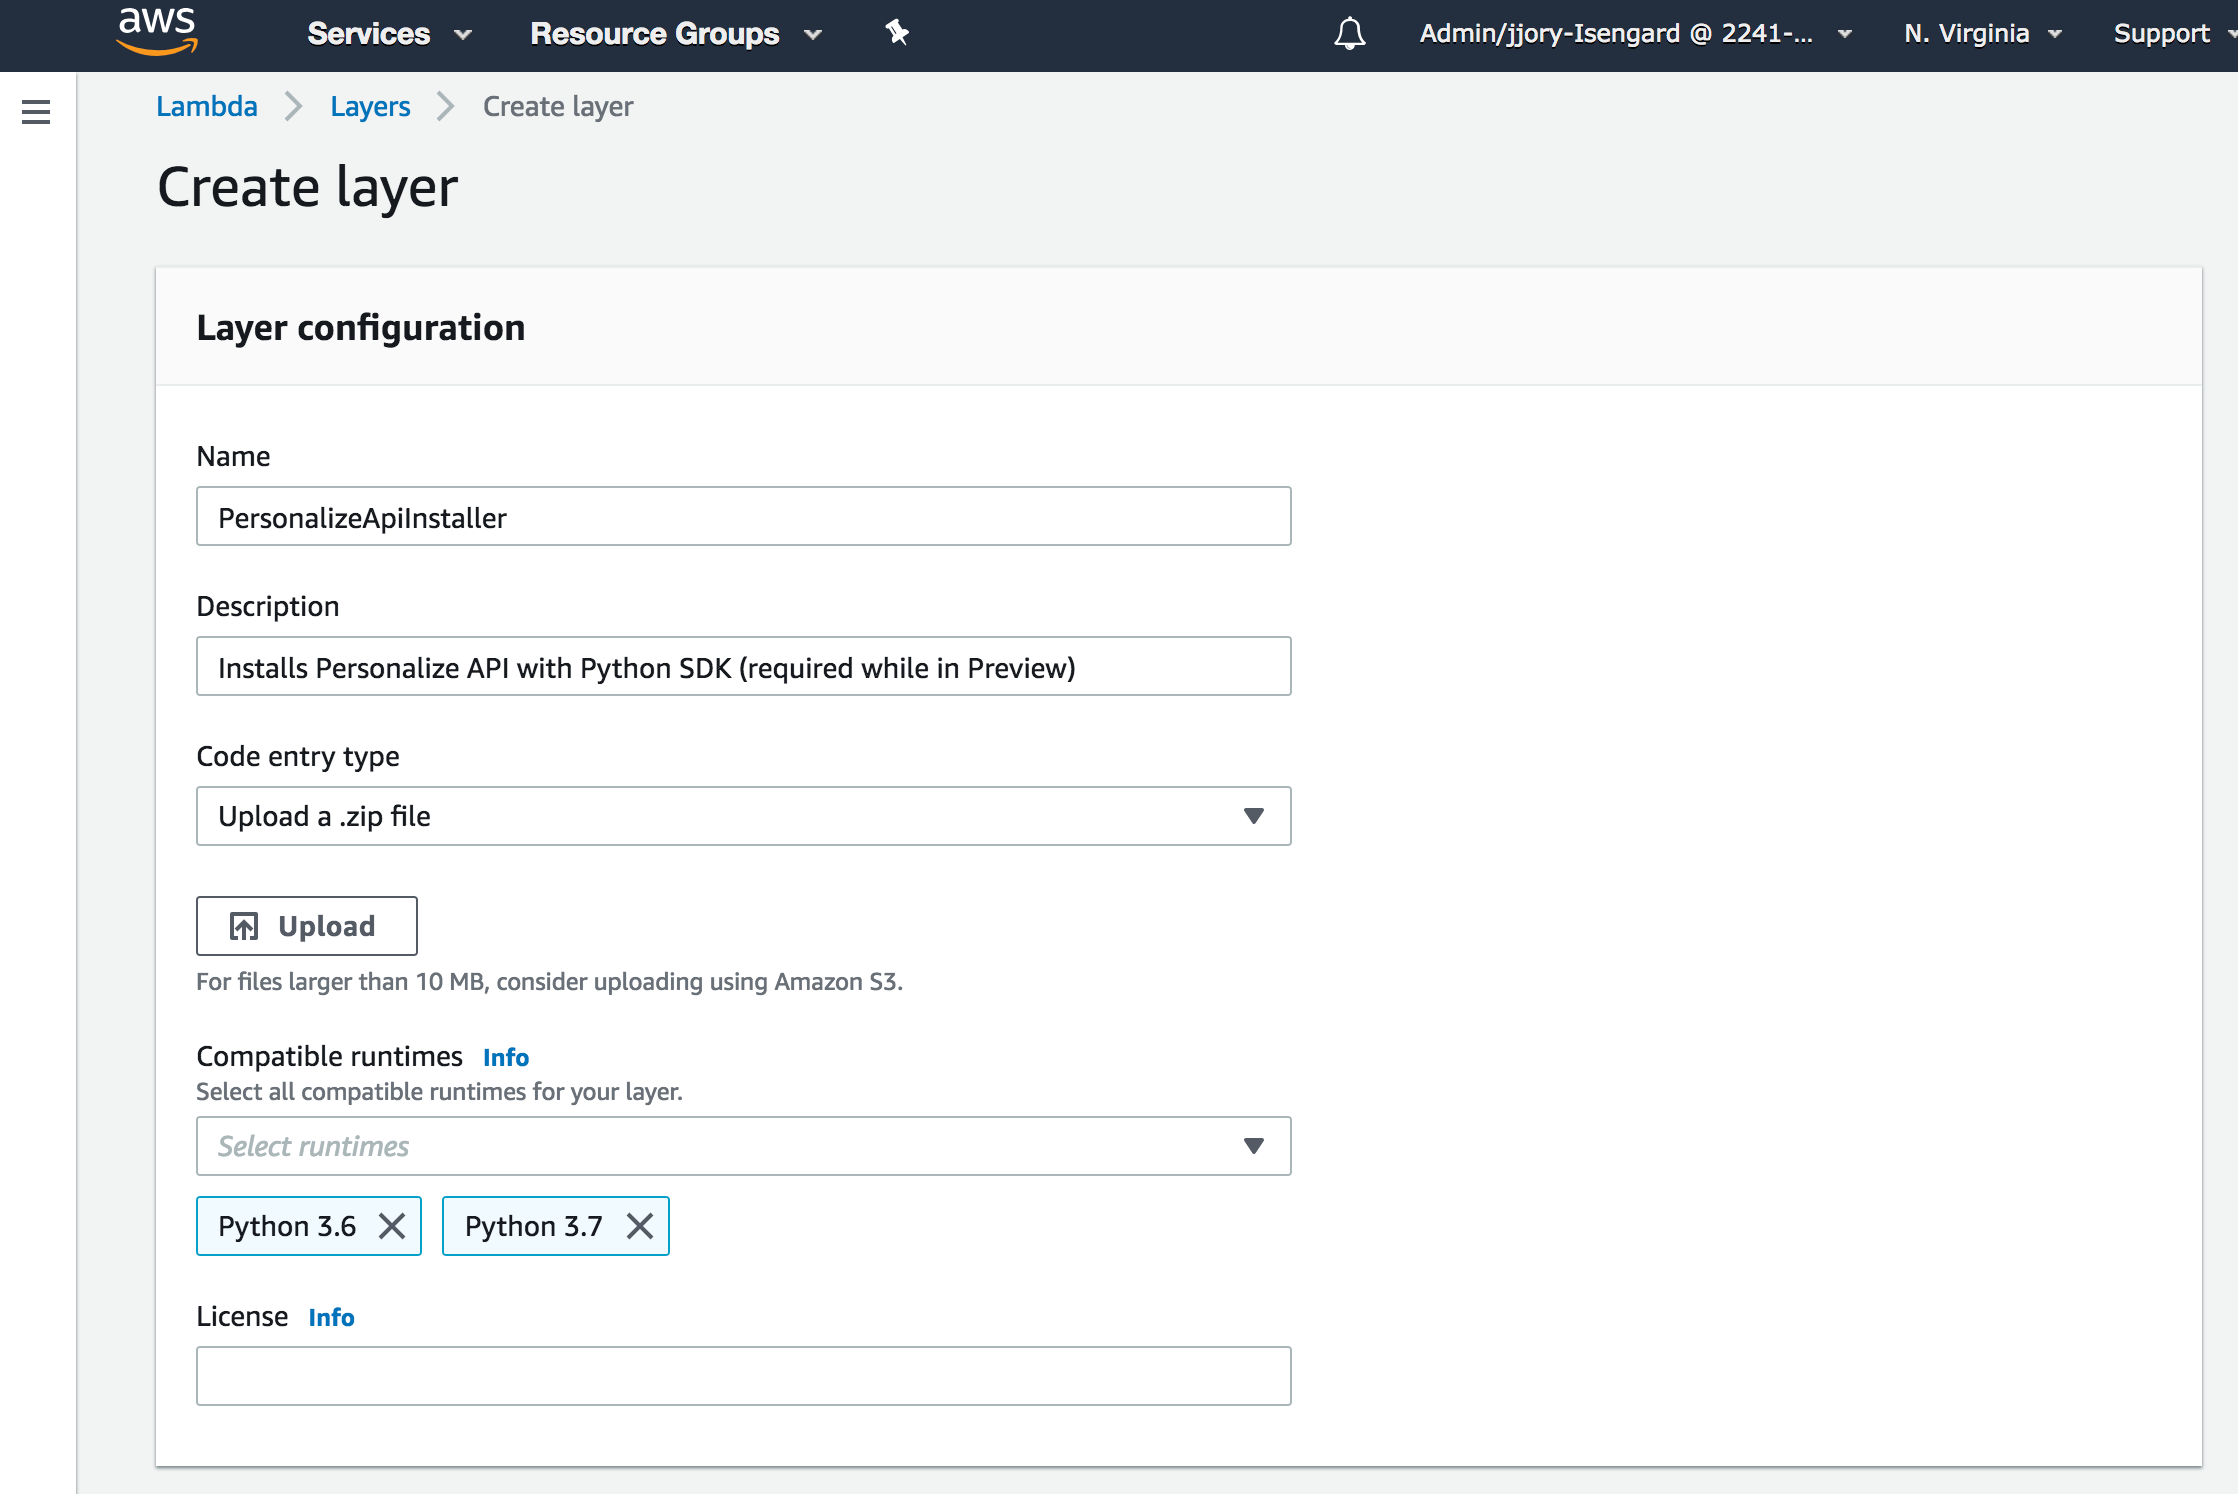 aws Services Resource Groups Admin/jjory-Isengard @ 2241-... N. Virginia Support
Lambda Layers Create layer
Create layer
Layer configuration
Name
PersonalizeApiInstaller
Description
Installs Personalize API with Python SDK (required while in Preview)
Code entry type
Upload a .zip file
Upload
For files larger than 10 MB, consider uploading using Amazon S3.
Compatible runtimes Info
Select all compatible runtimes for your layer.
Select runtimes
Python 3.6 Python 3.7
License Info